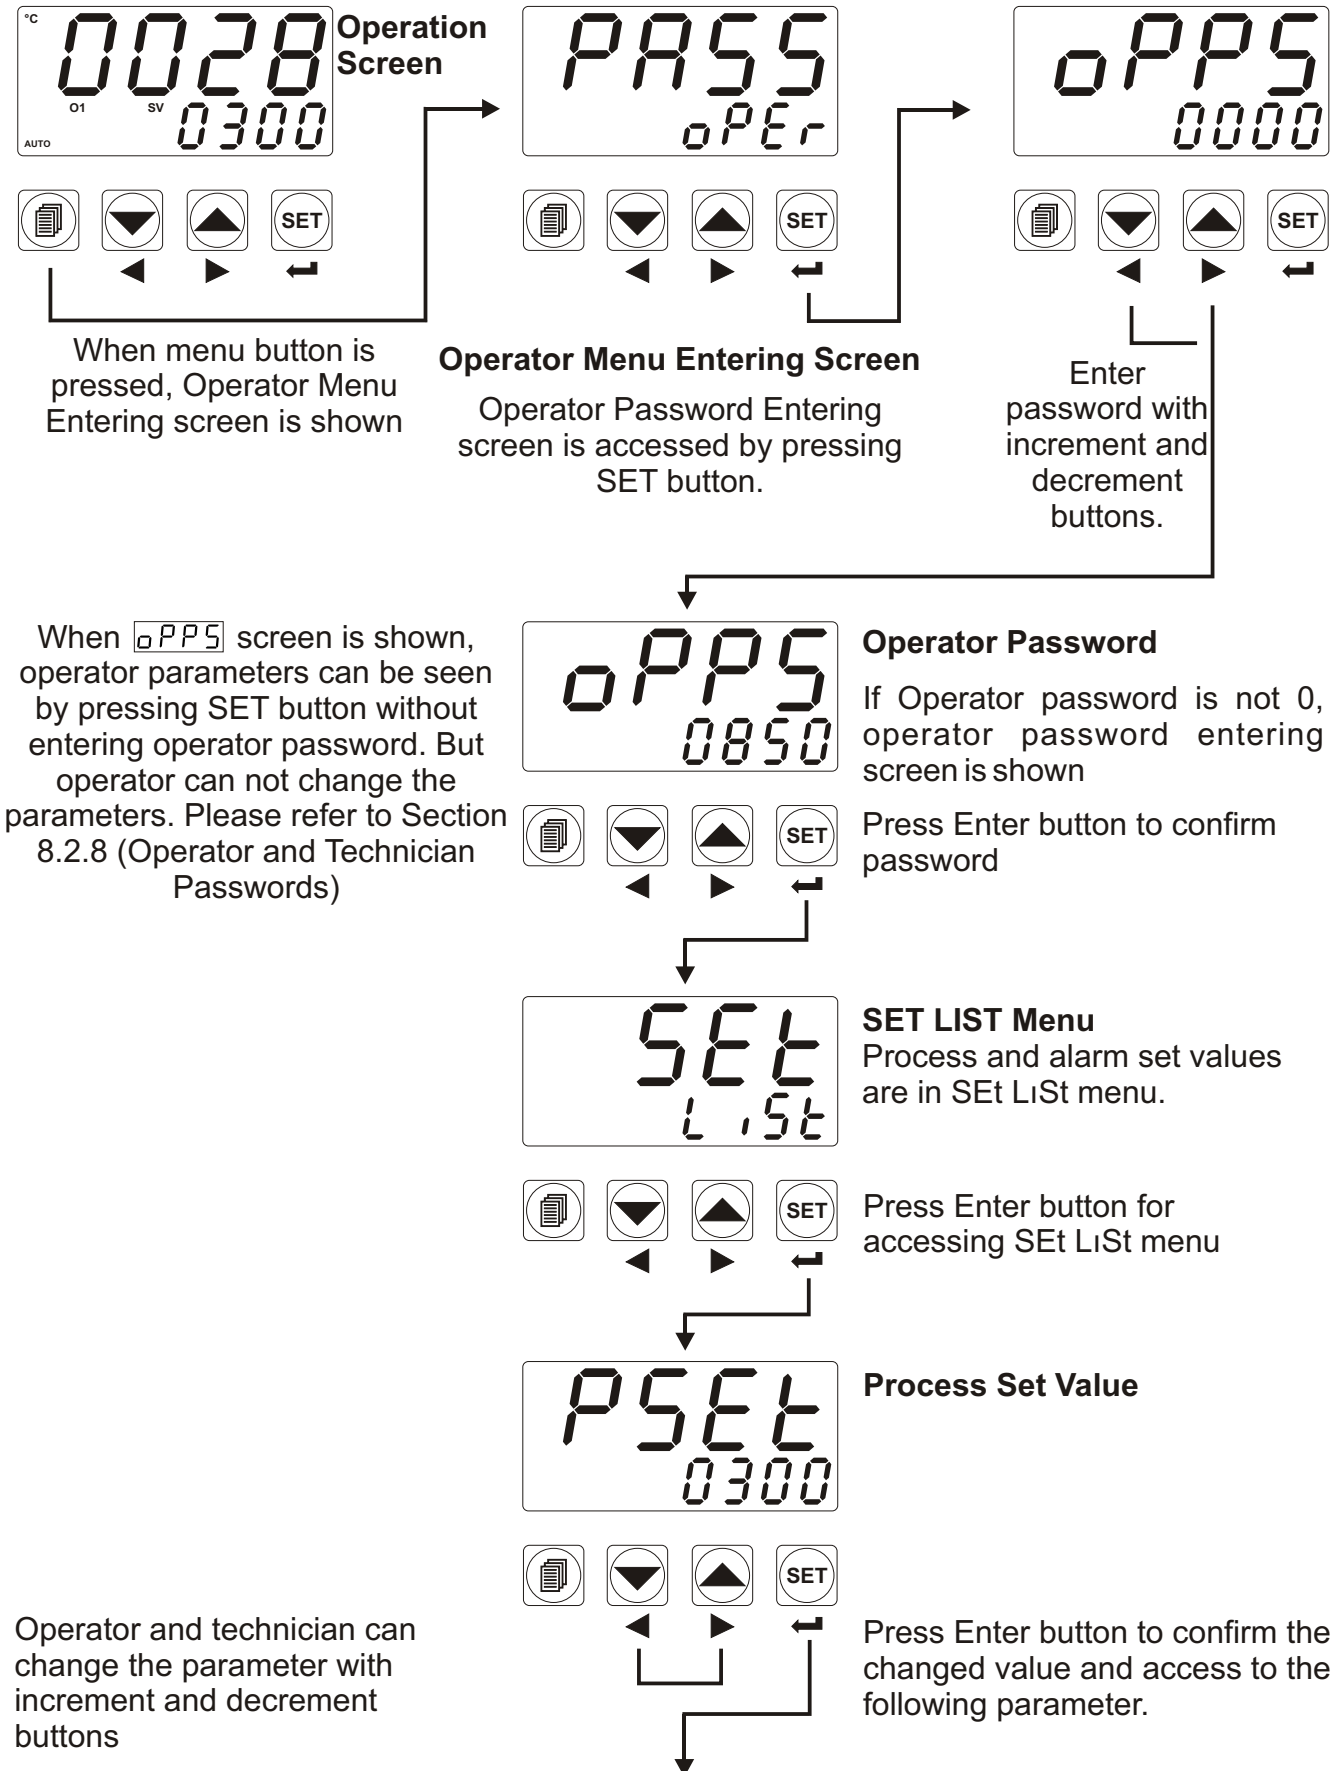 °C
0028
Operation
Screen
O1
SV
0300
AUTO
PASS
oPEr
oPPS
0000
SET
SET
SET
When menu button is
pressed, Operator Menu
Entering screen is shown
Operator Menu Entering Screen
Operator Password Entering
screen is accessed by pressing
SET button.
Enter
password with
increment and
decrement
buttons.
When oPPS screen is shown,
operator parameters can be seen
by pressing SET button without
entering operator password. But
operator can not change the
parameters. Please refer to Section
8.2.8 (Operator and Technician
Passwords)
oPPS
0850
SET
Operator Password
If Operator password is not 0,
operator password entering
screen is shown
Press Enter button to confirm
password
SEt
LıSt
SET
SET LIST Menu
Process and alarm set values
are in SEt LıSt menu.
Press Enter button for
accessing SEt LıSt menu
PSEt
0300
SET
Process Set Value
Operator and technician can
change the parameter with
increment and decrement
buttons
Press Enter button to confirm the
changed value and access to the
following parameter.